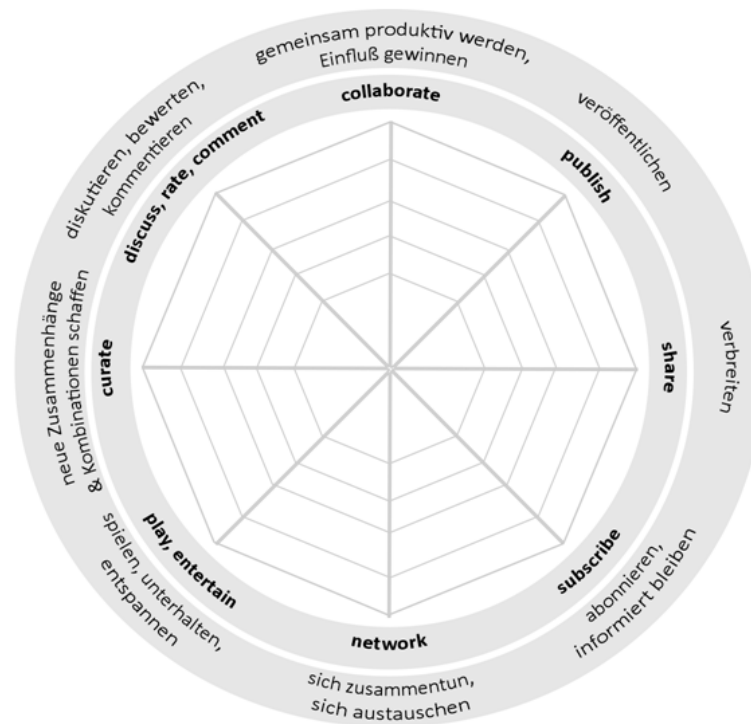 gemeinsam produktiv werden,
Einfluß gewinnen
collaborate
veröffentlichen
publish
verbreiten
share
abonnieren,
informiert bleiben
subscribe
sich zusammentun,
sich austauschen
network
spielen, unterhalten,
entspannen
play, entertain
neue Zusammenhänge
& Kombinationen schaffen
curate
diskutieren, bewerten,
kommentieren
discuss, rate, comment